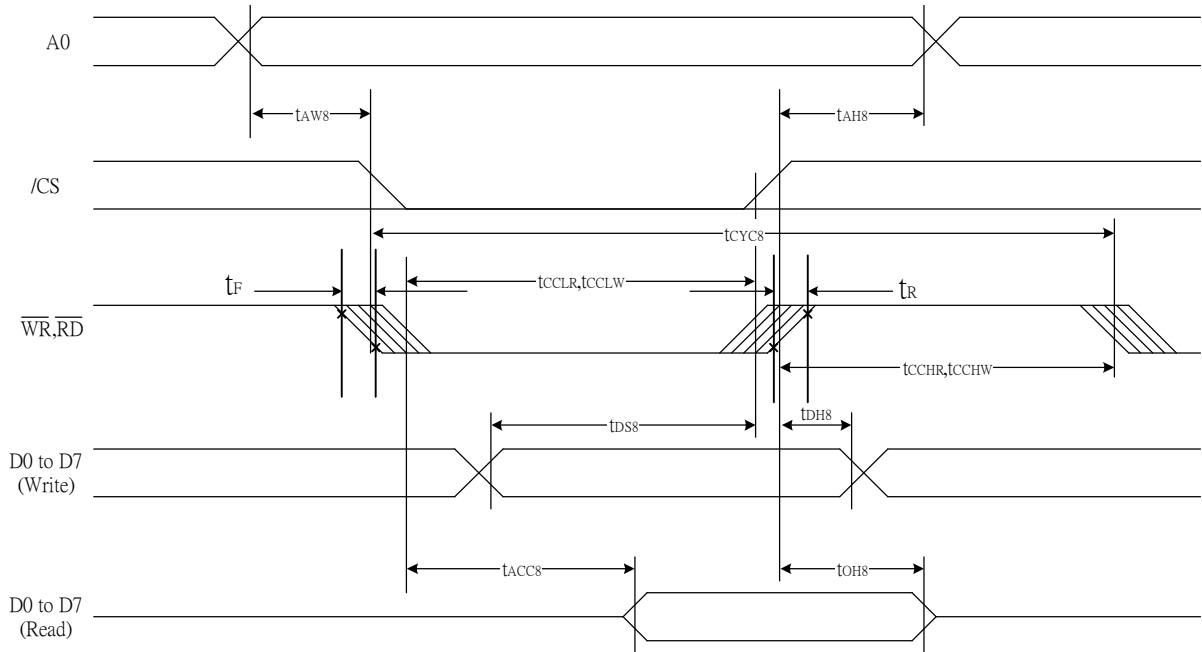 A0
tAW8
tAH8
/CS
tCYC8
tF
tCCLR,tCCLW
tR
WR,RD
tCCHR,tCCHW
tDS8
tDH8
D0 to D7
(Write)
tACC8
tOH8
D0 to D7
(Read)